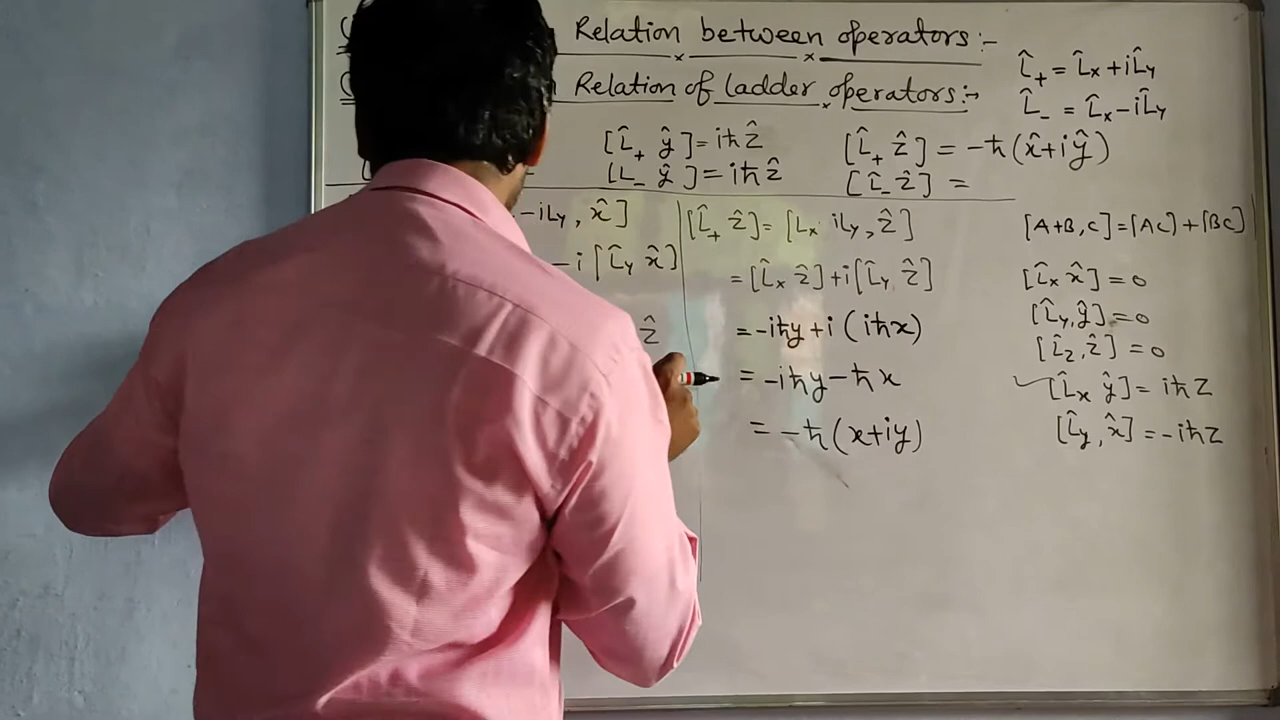 Relation between operators:-
Relation of ladder operators:→
L̂₊ = L̂x + iL̂y
L̂₋ = L̂x - iL̂y
[L̂₊ ŷ] = iħẑ
[L₋ ŷ] = iħẑ
[L̂₊ ẑ] = -ħ(x̂+iŷ)
[L̂₋ ẑ] =
-iLy, x̂]
-i[L̂y x̂]
ẑ
[L̂₊ ẑ] = [Lx iLy, ẑ]
= [L̂x ẑ] + i[L̂y ẑ]
= -iħy + i(iħx)
= -iħy - ħx
= -ħ(x+iy)
[A+B, C] = [AC] + [BC]
[L̂x x̂] = 0
[L̂y, ŷ] = 0
[L̂z, ẑ] = 0
[L̂x ŷ] = iħz
[L̂y, x̂] = -iħz